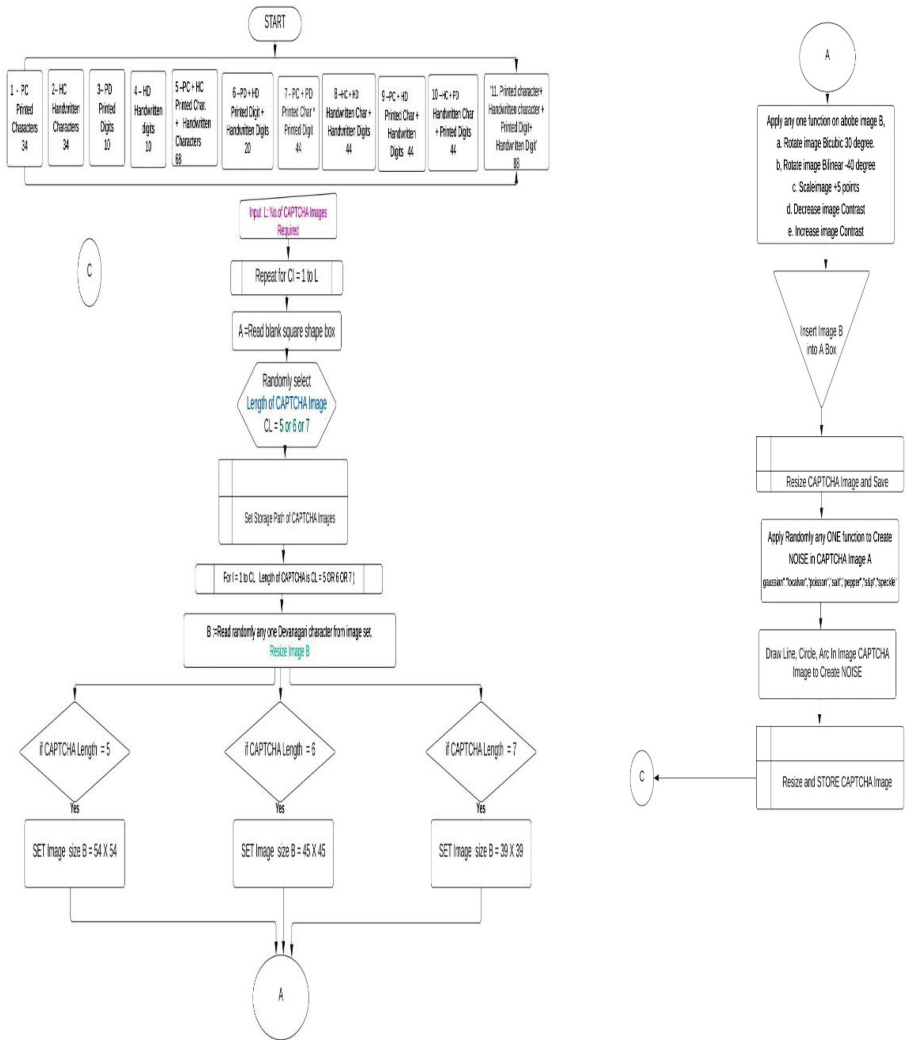 START
1 - PC
Printed
Characters
34
2– HC
Handwritten
Characters
34
3– PD
Printed
Digits
10
4 – HD
Handwritten
digits
10
5 –PC + HC
Printed Char.
+ Handwritten
Characters
68
6 –PD + HD
Printed Digit +
Handwritten Digits
20
7 - PC + PD
Printed Char *
Printed Digit
44
8 –HC + HD
Handwritten Char +
Handwriten Digits
44
9 –PC + HD
Printed Char +
Handwritten
Digits 44
10 –HC + PD
Handwritten Char
+ Printed Digits
44
'11. Printed character+
Handwritten character +
Printed Digit+
Handwritten Digit'
88
Input L: No.of CAPTCHA Images
Required
C
Repeat for CI = 1 to L
A =Read blank square shape box
Randomly select
Length of CAPTCHA Image
CL = 5 or 6 or 7
Set Storage Path of CAPTCHA Images
For I = 1 to CL Length of CAPTCHA is CL = 5 OR 6 OR 7 )
B :=Read randomly any one Devanagari character from image set.
Resize Image B
if CAPTCHA Length = 5
if CAPTCHA Length = 6
if CAPTCHA Length = 7
Yes
Yes
Yes
SET Image size B = 54 X 54
SET Image size B = 45 X 45
SET Image size B = 39 X 39
A
A
Apply any one function on abobe image B,
a. Rotate image Bicubic 30 degree.
b, Rotate image Bilinear -40 degree
c. Scaleimage +5 points
d. Decrease image Contrast
e. Increase image Contrast
Insert Image B
into A Box
Resize CAPTCHA Image and Save
Apply Randomly any ONE function to Create
NOISE in CAPTCHA Image A
gaussian","localvar","poisson","salt","pepper","s&p","speckle"
Draw Line, Circle, Arc In Image CAPTCHA
Image to Create NOISE
Resize and STORE CAPTCHA Image
C